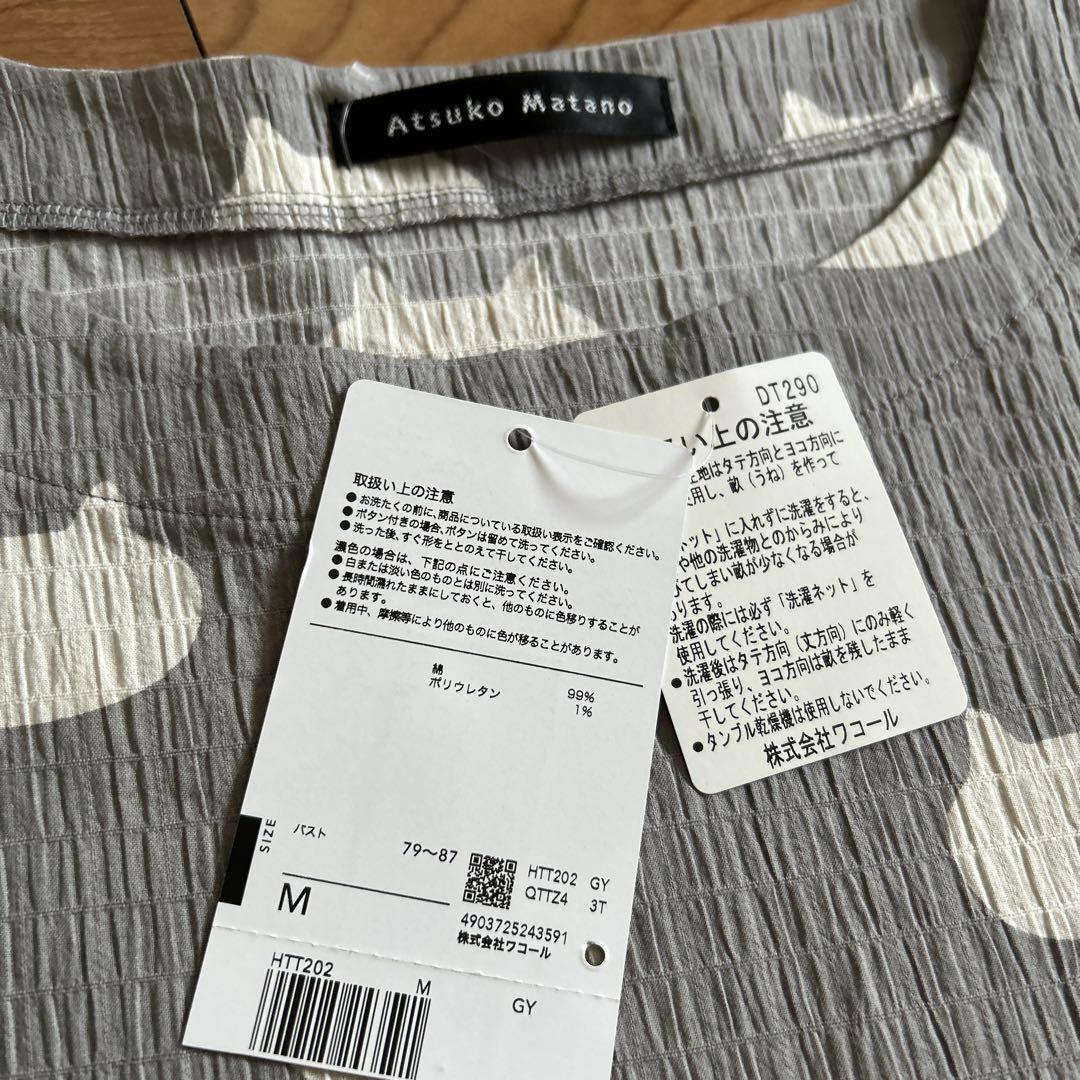 Atsuko Matano
取扱い上の注意
●お洗たくの前に、商品についている取扱い表示をご確認ください。
●ボタン付きの場合、ボタンは留めて洗ってください。
●洗った後、すぐ形をととのえて干してください。
濃色の場合は、下記の点にご注意ください。
●白または淡い色のものとは別に洗ってください。
●長時間濡れたままにしておくと、他のものに色移りすることが
あります。
●着用中、摩擦等により他のものに色が移ることがあります。
綿 99%
ポリウレタン 1%
SIZE
バスト
79〜87
M
HTT202 GY
QTTZ4 3T
4903725243591
株式会社ワコール
HTT202
M
GY
DT290
い上の注意
地はタテ方向とヨコ方向に
用し、畝（うね）を作って
ット」に入れずに洗濯をすると、
や他の洗濯物とのからみにより
てしまい畝が少なくなる場合が
ります。
洗濯の際には必ず「洗濯ネット」を
使用してください。
●洗濯後はタテ方向（丈方向）にのみ軽く
引っ張り、ヨコ方向は畝を残したまま
干してください。
●タンブル乾燥機は使用しないでください。
株式会社ワコール